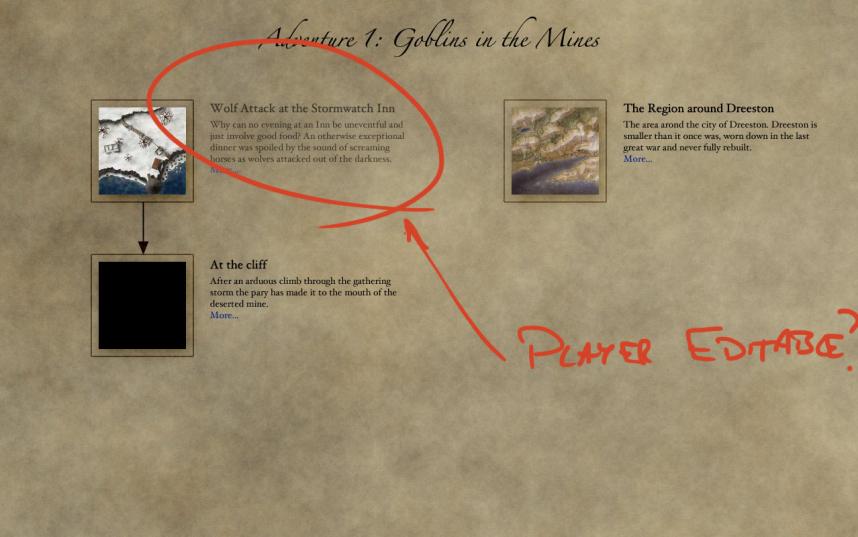 Adventure 1: Goblins in the Mines
Wolf Attack at the Stormwatch Inn
Why can no evening at an Inn be uneventful and
just involve good food? An otherwise exceptional
dinner was spoiled by the sound of screaming
horses as wolves attacked out of the darkness.
More...
The Region around Dreeston
The area arond the city of Dreeston. Dreeston is
smaller than it once was, worn down in the last
great war and never fully rebuilt.
More...
At the cliff
After an arduous climb through the gathering
storm the pary has made it to the mouth of the
deserted mine.
More...
PLAYER EDITABLE?